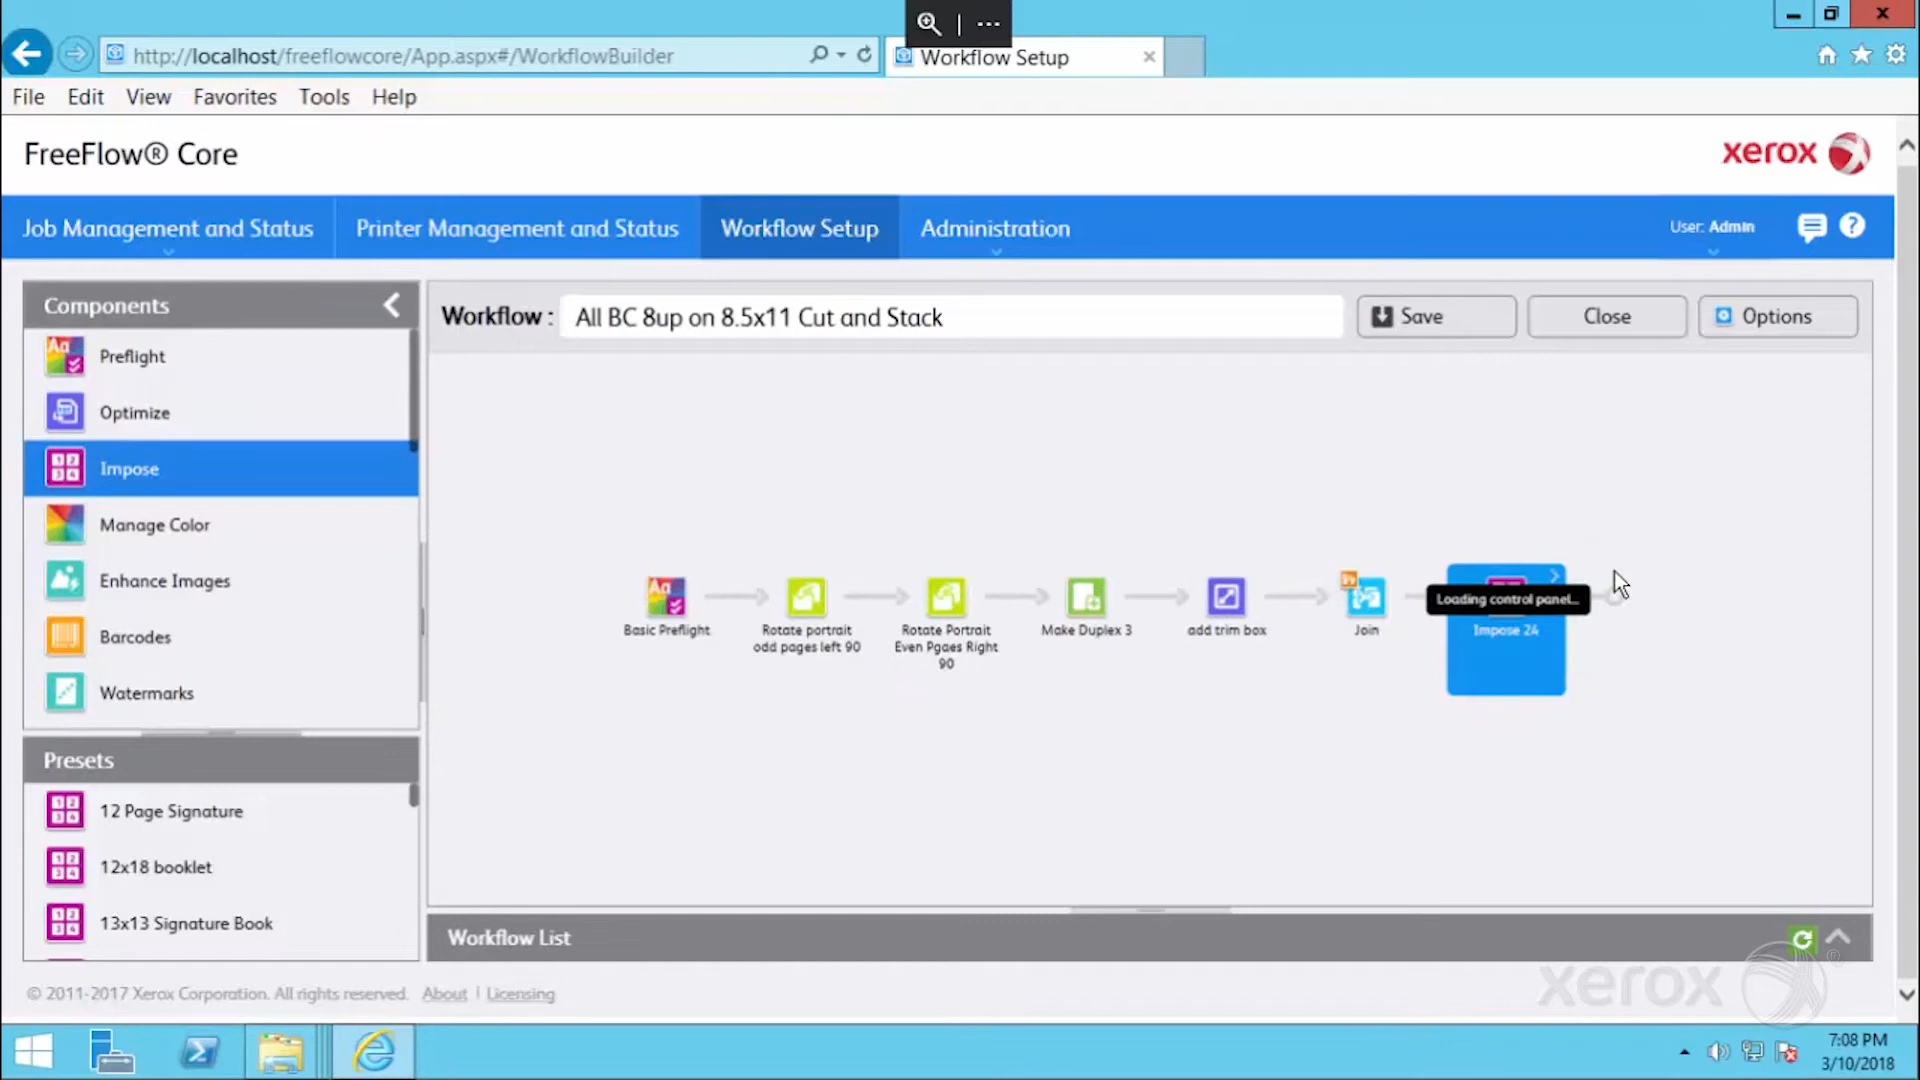 http://localhost/freeflowcore/App.aspx#/WorkflowBuilder
Workflow Setup
File Edit View Favorites Tools Help
FreeFlow® Core
xerox
Job Management and Status
Printer Management and Status
Workflow Setup
Administration
User: Admin
Components
Preflight
Optimize
Impose
Manage Color
Enhance Images
Barcodes
Watermarks
Presets
12 Page Signature
12x18 booklet
13x13 Signature Book
Workflow :
All BC 8up on 8.5x11 Cut and Stack
Save
Close
Options
Basic Preflight
Rotate portrait
odd pages left 90
Rotate Portrait
Even Pgaes Right
90
Make Duplex 3
add trim box
Join
Loading control panel...
Impose 24
Workflow List
xerox ®
© 2011-2017 Xerox Corporation. All rights reserved. About | Licensing
7:08 PM
3/10/2018